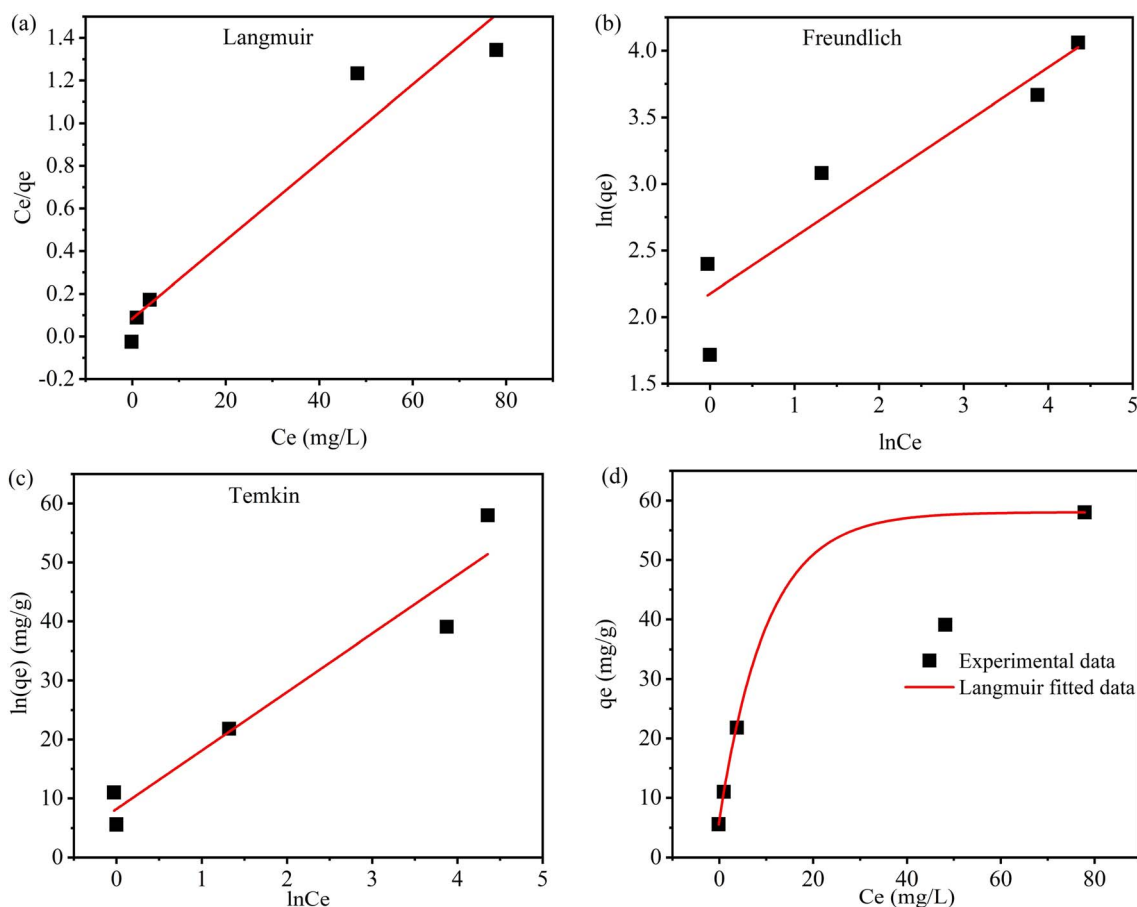 (a)
Langmuir
1.4
1.2
1.0
0.8
0.6
0.4
0.2
0.0
-0.2
Ce/qe
0 20 40 60 80
Ce (mg/L)
(b)
Freundlich
4.0
3.5
3.0
2.5
2.0
1.5
ln(qe)
0 1 2 3 4 5
lnCe
(c)
Temkin
60
50
40
30
20
10
0
ln(qe) (mg/g)
0 1 2 3 4 5
lnCe
(d)
60
50
40
30
20
10
0
qe (mg/g)
Experimental data
Langmuir fitted data
0 20 40 60 80
Ce (mg/L)